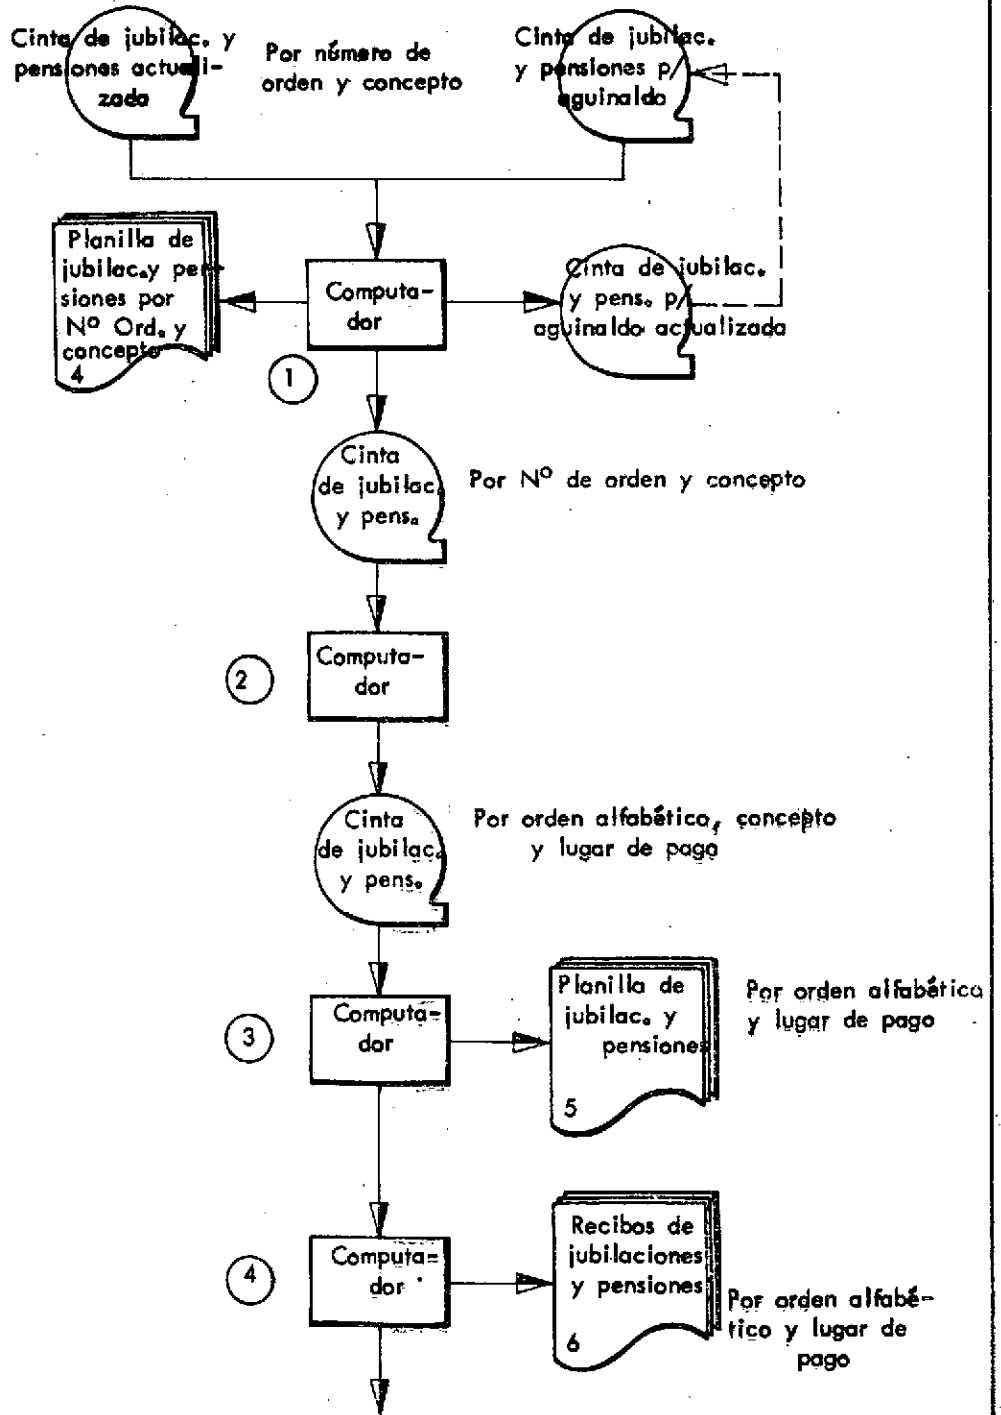 Cinta de jubilac. y
pensiones actuali-
zada
Por número de
orden y concepto
Cinta de jubilac.
y pensiones p/
aguinaldo
Planilla de
jubilac. y pen-
siones por
Nº Ord. y
concepto
4
Computa-
dor
Cinta de jubilac.
y pens. p/
aguinaldo actualizada
1
Cinta
de jubilac.
y pens.
Por Nº de orden y concepto
2
Computa-
dor
Cinta
de jubilac.
y pens.
Por orden alfabético, concepto
y lugar de pago
3
Computa-
dor
Planilla de
jubilac. y
pensiones
5
Por orden alfabético
y lugar de pago
4
Computa-
dor
Recibos de
jubilaciones
y pensiones
6
Por orden alfabé-
tico y lugar de
pago